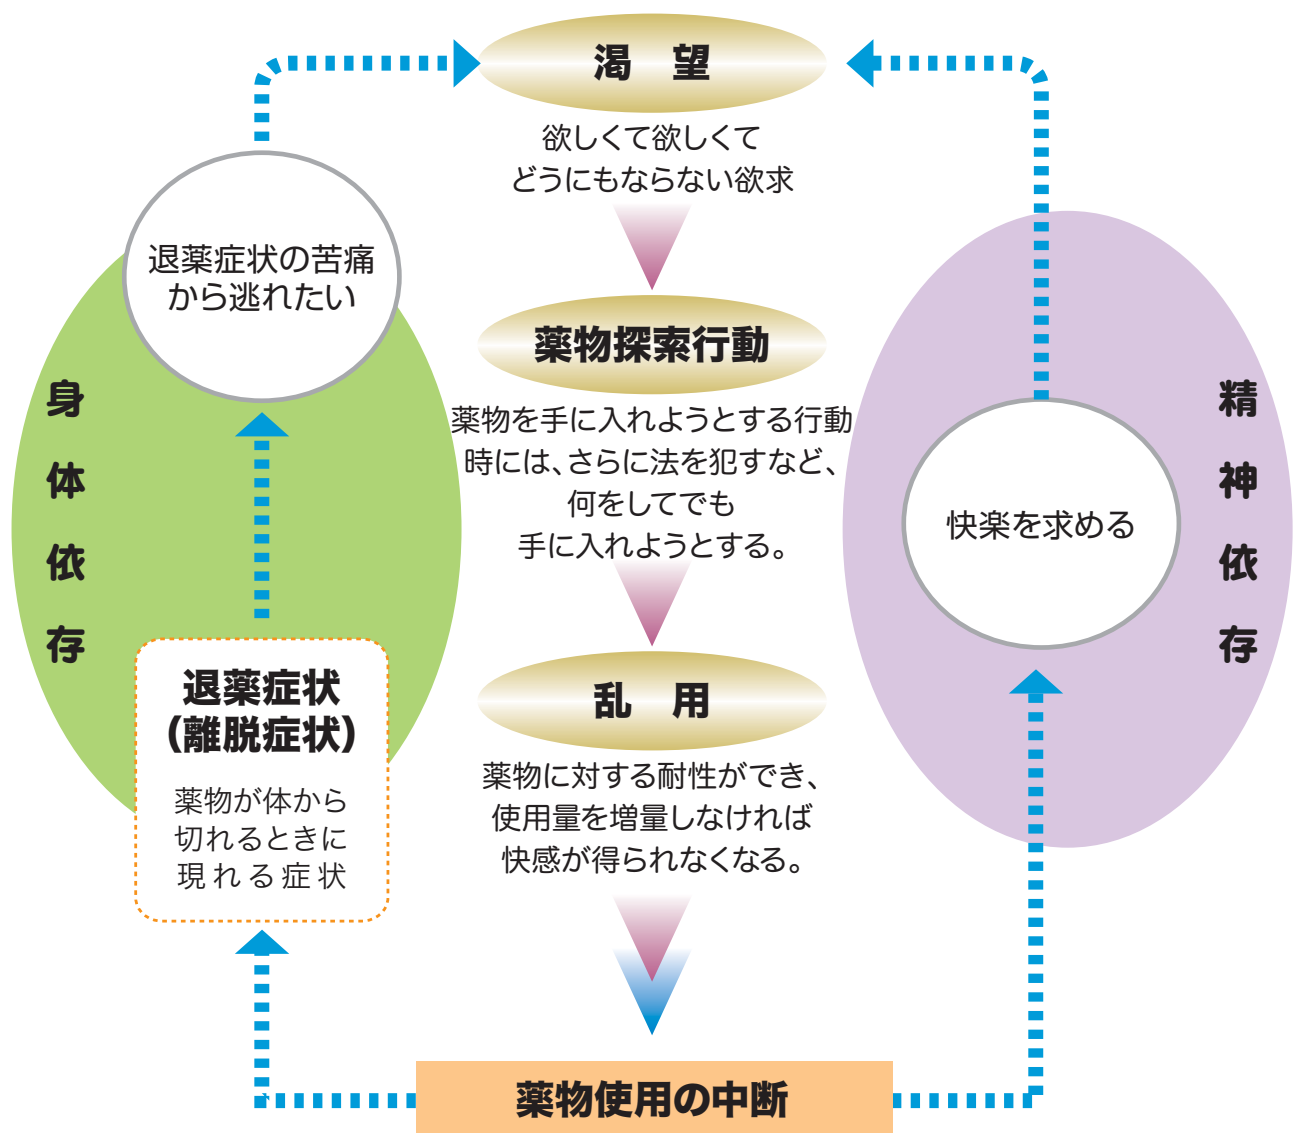 渇　望
欲しくて欲しくて
どうにもならない欲求
薬物探索行動
薬物を手に入れようとする行動
時には、さらに法を犯すなど、
何をしてでも
手に入れようとする。
乱　用
薬物に対する耐性ができ、
使用量を増量しなければ
快感が得られなくなる。
薬物使用の中断
身体依存
退薬症状の苦痛
から逃れたい
退薬症状
（離脱症状）
薬物が体から
切れるときに
現れる症状
精神依存
快楽を求める